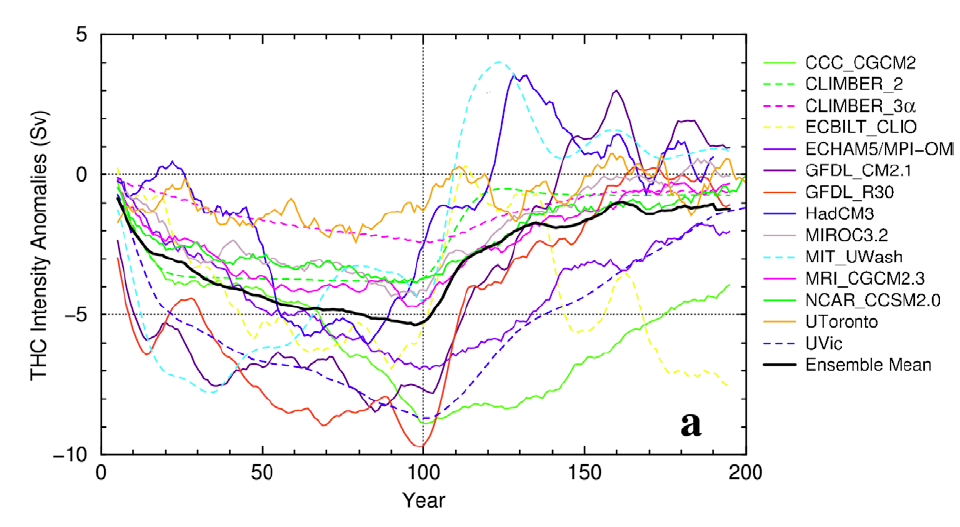 5
0
−5
−10
THC Intensity Anomalies (Sv)
0
50
100
150
200
Year
a
CCC_CGCM2
CLIMBER_2
CLIMBER_3α
ECBILT_CLIO
ECHAM5/MPI−OM
GFDL_CM2.1
GFDL_R30
HadCM3
MIROC3.2
MIT_UWash
MRI_CGCM2.3
NCAR_CCSM2.0
UToronto
UVic
Ensemble Mean